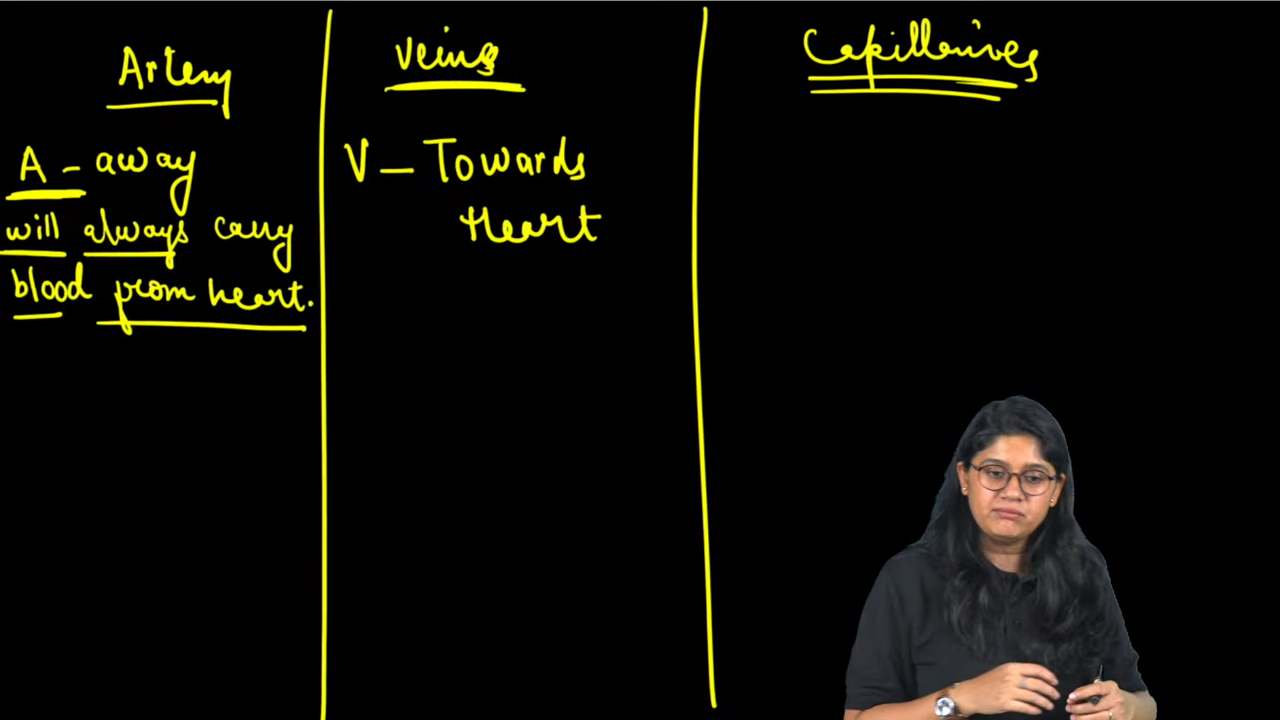 Artery
A - away
will always carry
blood from heart.
veins
V - Towards
Heart
Capillaries